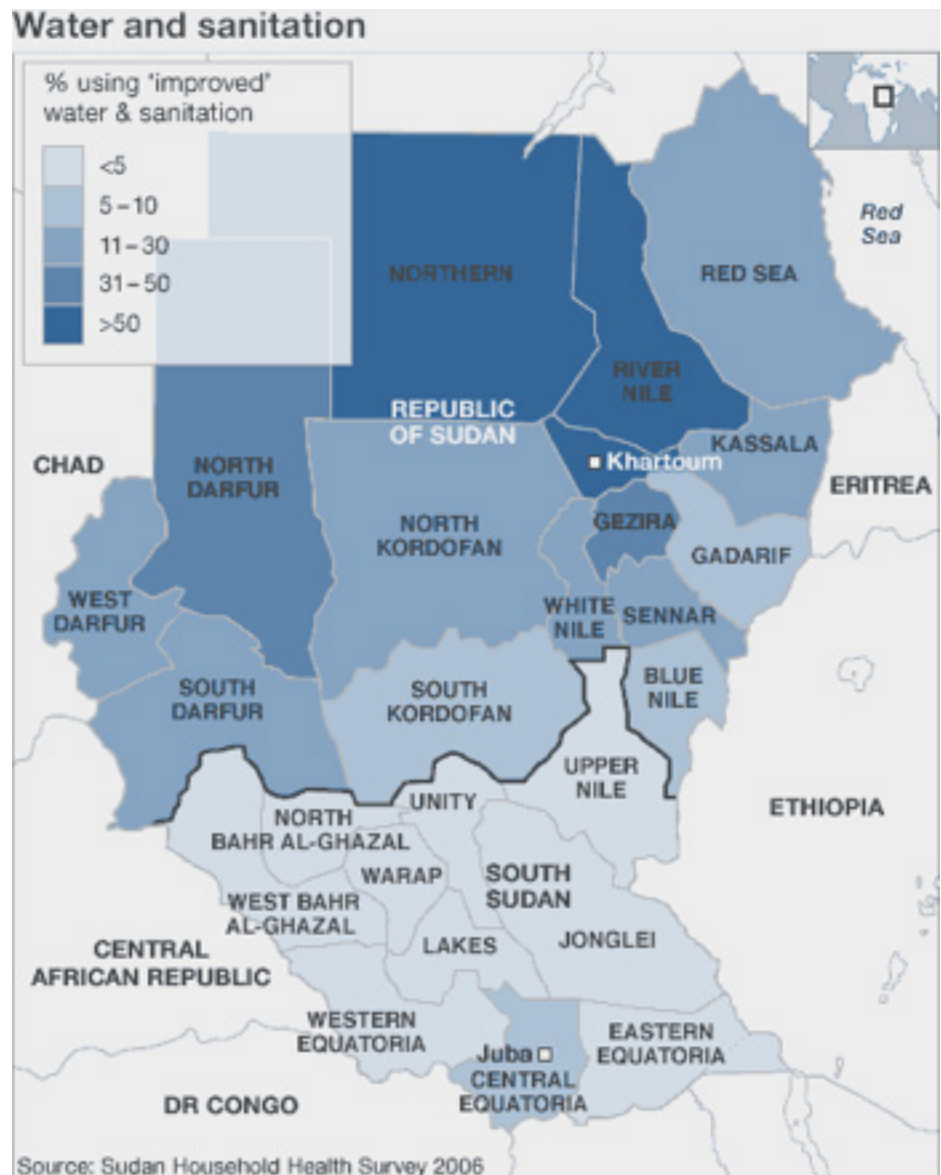 Water and sanitation
% using 'improved'
water & sanitation
<5
5–10
11–30
31–50
>50
Red
Sea
NORTHERN
RED SEA
RIVER
NILE
REPUBLIC
OF SUDAN
KASSALA
CHAD
NORTH
DARFUR
Khartoum
ERITREA
NORTH
KORDOFAN
GEZIRA
GADARIF
WEST
DARFUR
WHITE
NILE
SENNAR
SOUTH
DARFUR
SOUTH
KORDOFAN
BLUE
NILE
UPPER
NILE
UNITY
ETHIOPIA
NORTH
BAHR AL-GHAZAL
WARAP
SOUTH
SUDAN
WEST BAHR
AL-GHAZAL
LAKES
JONGLEI
CENTRAL
AFRICAN REPUBLIC
WESTERN
EQUATORIA
EASTERN
EQUATORIA
Juba
CENTRAL
EQUATORIA
DR CONGO
Source: Sudan Household Health Survey 2006